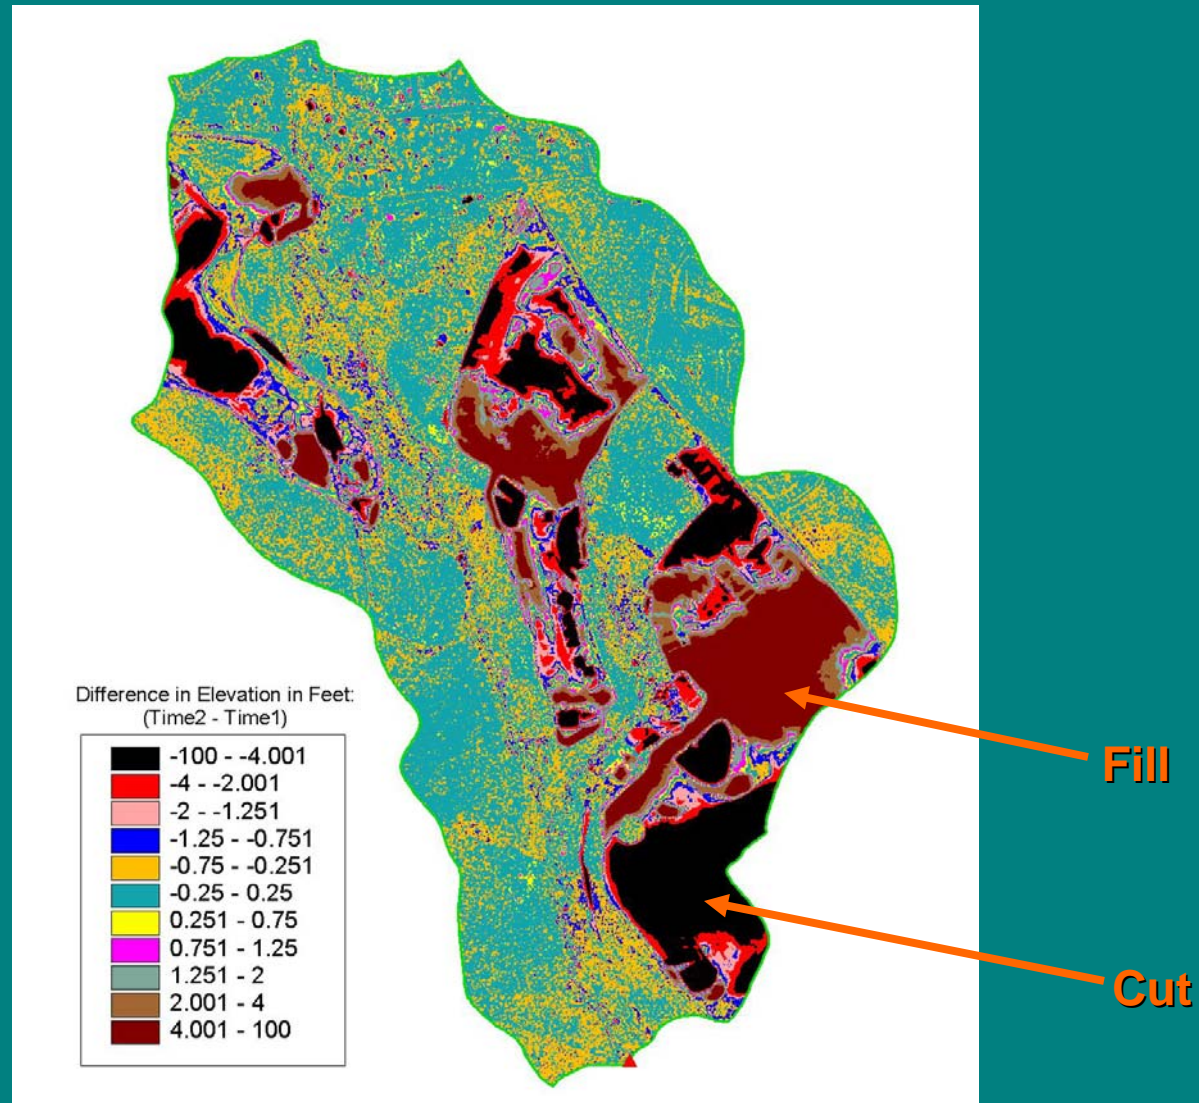 Difference in Elevation in Feet:
(Time2 - Time1)
-100 - -4.001
-4 - -2.001
-2 - -1.251
-1.25 - -0.751
-0.75 - -0.251
-0.25 - 0.25
0.251 - 0.75
0.751 - 1.25
1.251 - 2
2.001 - 4
4.001 - 100
Fill
Cut